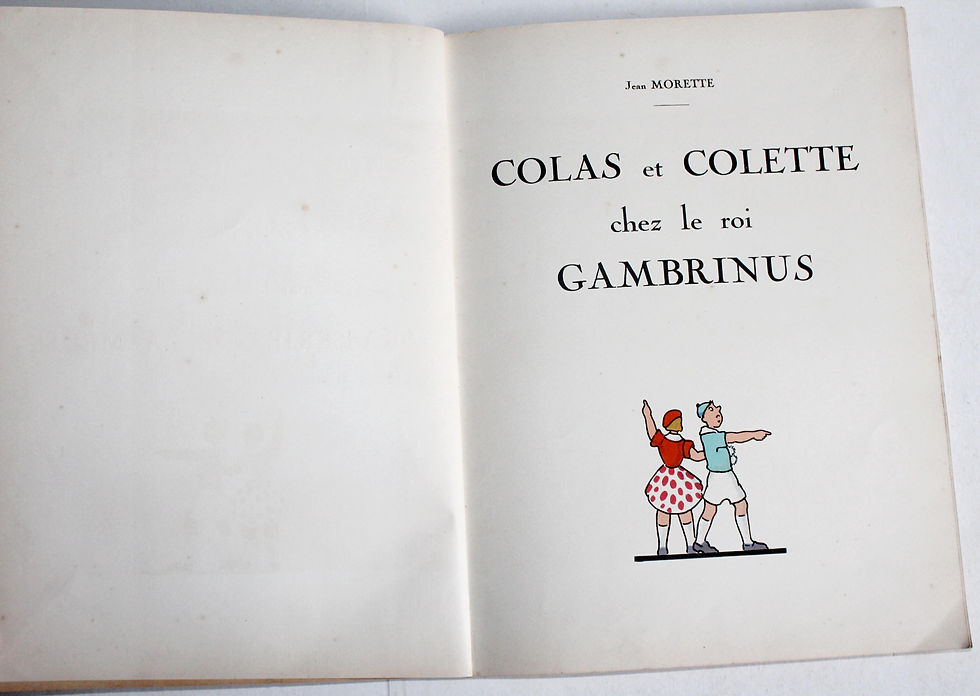 Jean MORETTE
COLAS et COLETTE
chez le roi
GAMBRINUS